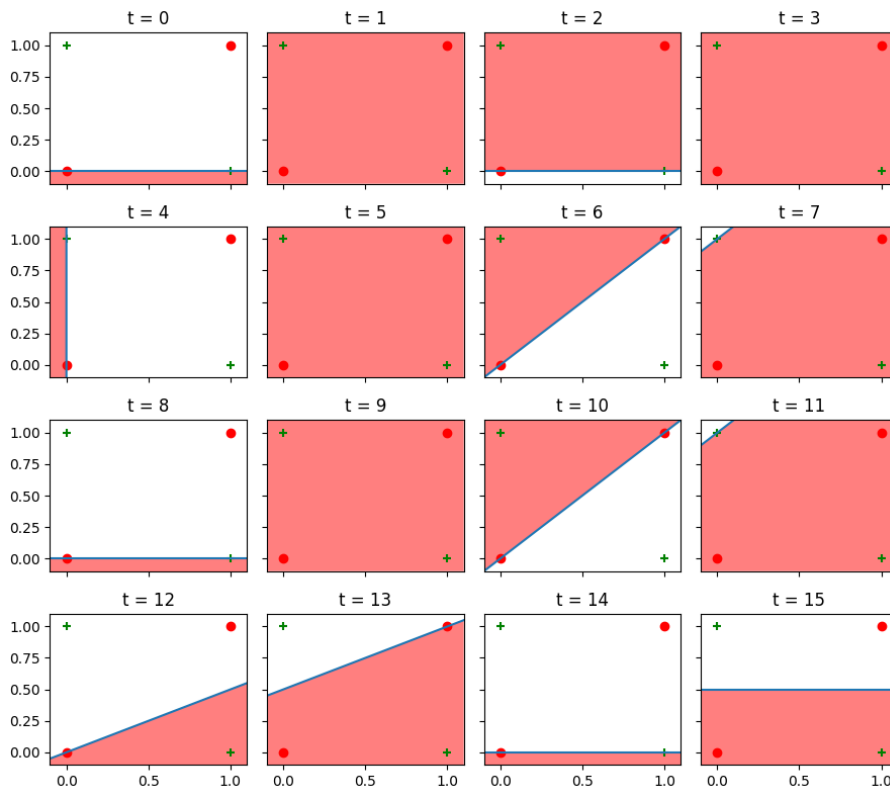 t = 0
t = 1
t = 2
t = 3
1.00
0.75
0.50
0.25
0.00
t = 4
t = 5
t = 6
t = 7
1.00
0.75
0.50
0.25
0.00
t = 8
t = 9
t = 10
t = 11
1.00
0.75
0.50
0.25
0.00
t = 12
t = 13
t = 14
t = 15
1.00
0.75
0.50
0.25
0.00
0.0 0.5 1.0
0.0 0.5 1.0
0.0 0.5 1.0
0.0 0.5 1.0